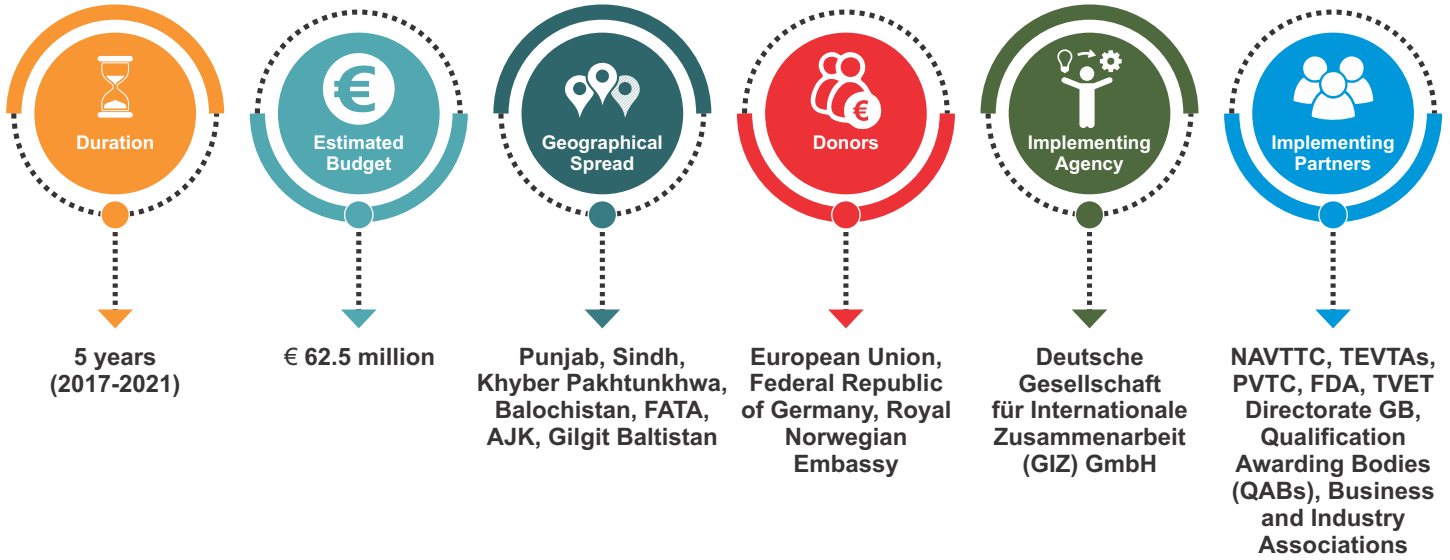 Duration
5 years
(2017-2021)
€
Estimated
Budget
€ 62.5 million
Geographical
Spread
Punjab, Sindh,
Khyber Pakhtunkhwa,
Balochistan, FATA,
AJK, Gilgit Baltistan
€
Donors
European Union,
Federal Republic
of Germany, Royal
Norwegian
Embassy
Implementing
Agency
Deutsche
Gesellschaft
für Internationale
Zusammenarbeit
(GIZ) GmbH
Implementing
Partners
NAVTTC, TEVTAs,
PVTC, FDA, TVET
Directorate GB,
Qualification
Awarding Bodies
(QABs), Business
and Industry
Associations